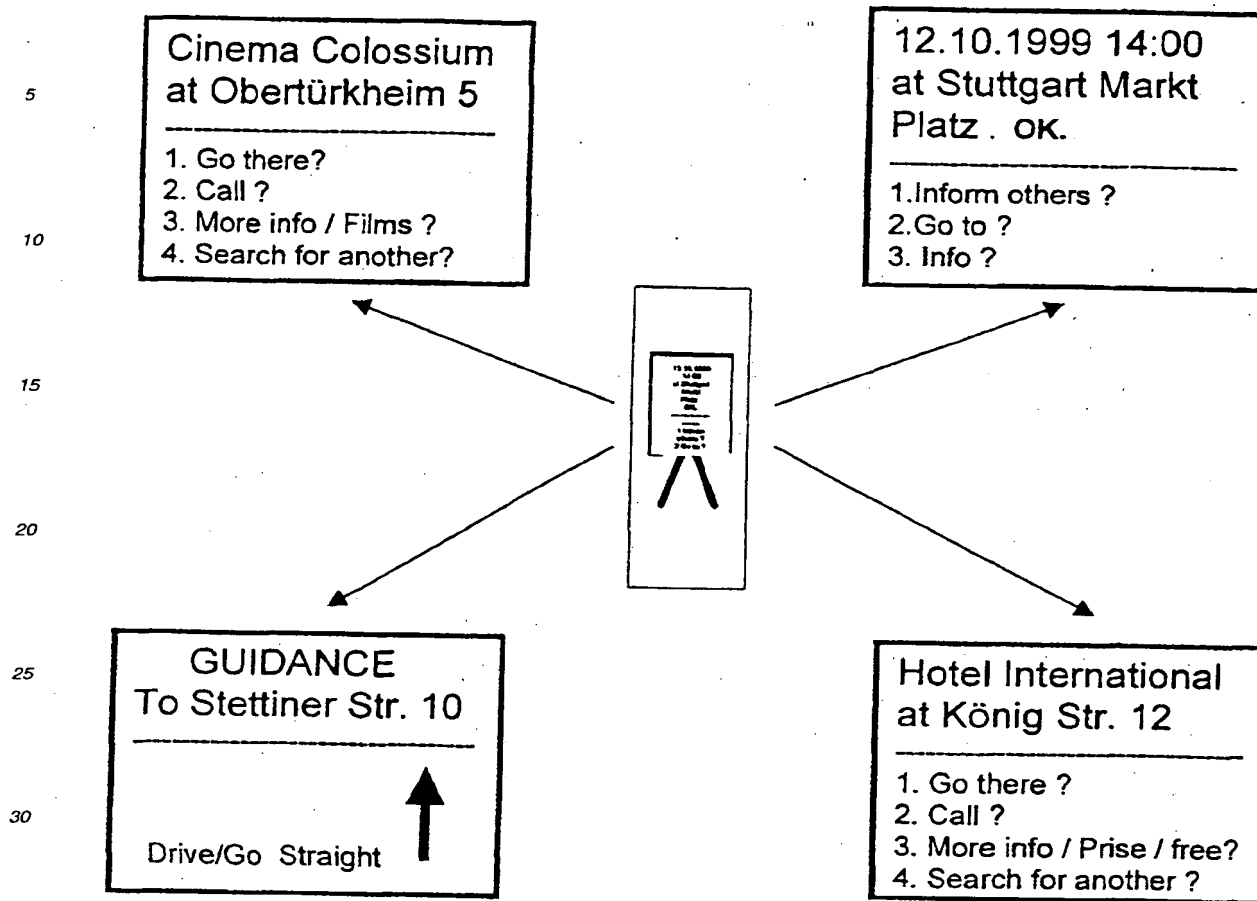 Cinema Colossium
at Obertürkheim 5
1. Go there?
2. Call ?
3. More info / Films ?
4. Search for another?
12.10.1999 14:00
at Stuttgart Markt
Platz . OK.
1.Inform others ?
2.Go to ?
3. Info ?
5
10
15
20
25
30
GUIDANCE
To Stettiner Str. 10
Drive/Go Straight
Hotel International
at König Str. 12
1. Go there ?
2. Call ?
3. More info / Prise / free?
4. Search for another ?